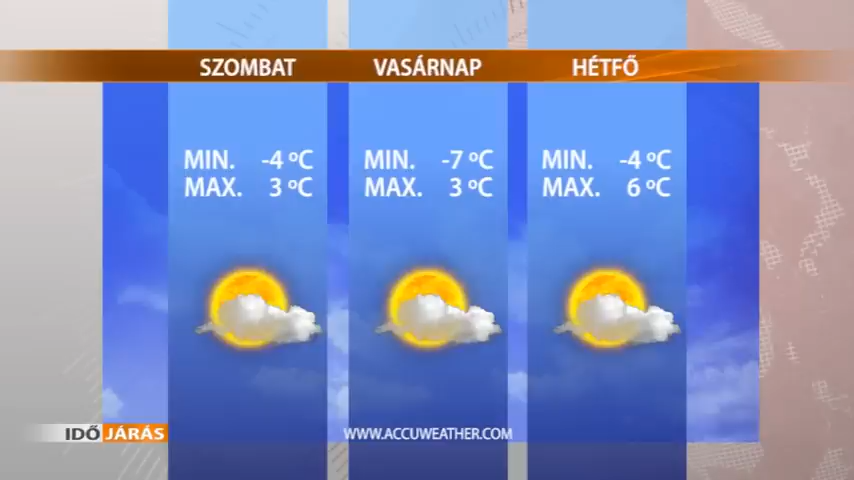 SZOMBAT VASÁRNAP HÉTFŐ
MIN. -4 ºC MIN. -7 ºC MIN. -4 ºC
MAX. 3 ºC MAX. 3 ºC MAX. 6 ºC
IDŐJÁRÁS WWW.ACCUWEATHER.COM